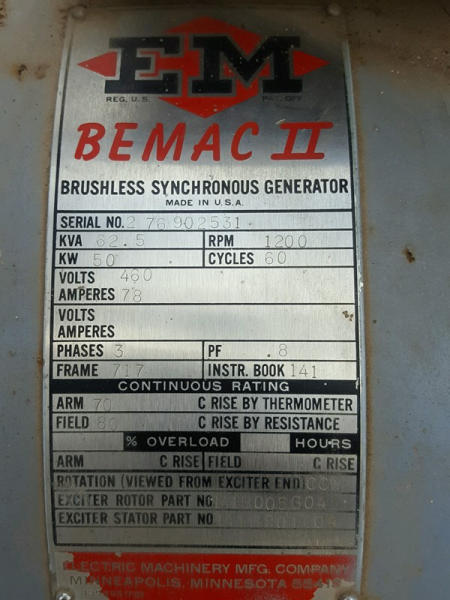 EM
REG. U.S. PAT. OFF.
BEMAC II
BRUSHLESS SYNCHRONOUS GENERATOR
MADE IN U.S.A.
SERIAL NO. 2 76 902531
KVA 62.5 RPM 1200
KW 50 CYCLES 60
VOLTS 460
AMPERES 78
VOLTS
AMPERES
PHASES 3 PF .8
FRAME 717 INSTR. BOOK 141
CONTINUOUS RATING
ARM 70 C RISE BY THERMOMETER
FIELD 80 C RISE BY RESISTANCE
% OVERLOAD HOURS
ARM C RISE FIELD C RISE
ROTATION (VIEWED FROM EXCITER END)
EXCITER ROTOR PART NO.
EXCITER STATOR PART NO.
ELECTRIC MACHINERY MFG. COMPANY
MINNEAPOLIS, MINNESOTA 55413